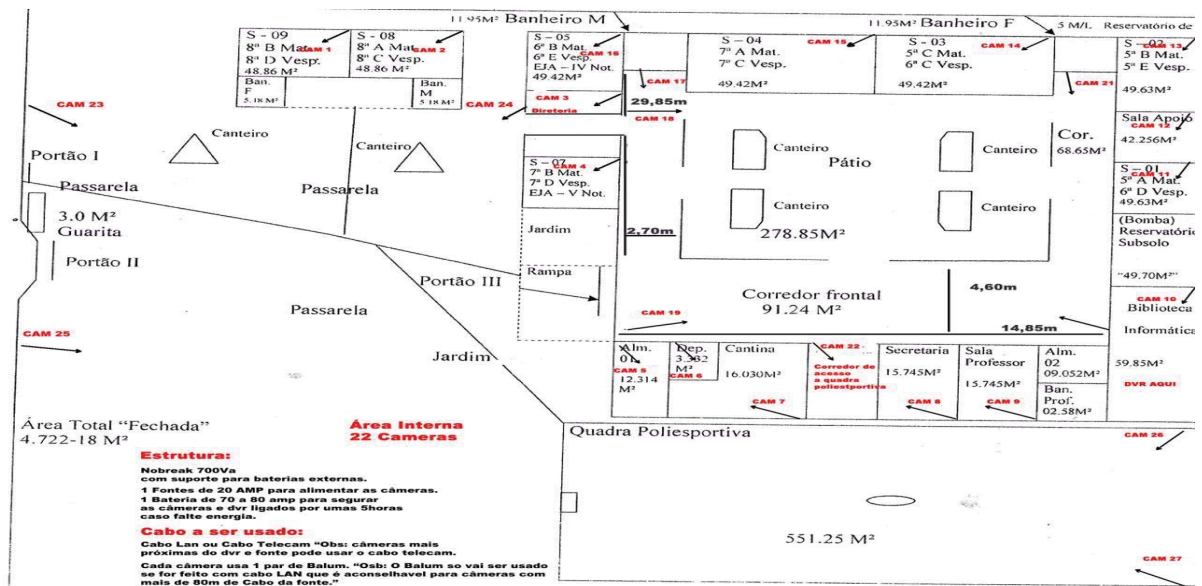 11.95M² Banheiro M
11.95M² Banheiro F
5 M/L Reservatório de
S - 09
8ª B Mat.
8ª D Vesp.
48.86 M²
CAM 1
S - 08
8ª A Mat.
8ª C Vesp.
48.86 M²
CAM 2
S - 05
6ª B Mat.
6ª E Vesp.
EJA – IV Not.
49.42M²
CAM 16
S – 04
7ª A Mat.
7ª C Vesp.
49.42M²
CAM 15
S - 03
5ª C Mat.
6ª C Vesp.
49.42M²
CAM 14
S – 02
5ª B Mat.
5ª E Vesp.
49.63M²
CAM 13
Ban.
F
5.18 M²
Ban.
M
5.18 M²
CAM 23
CAM 24
CAM 3
Diretoria
CAM 17
29,85m
CAM 18
CAM 21
Sala Apoio
CAM 12
42.256M²
Canteiro
Canteiro
Canteiro
Pátio
Canteiro
Cor.
68.65M²
Portão I
Passarela
Passarela
S – 07
7ª B Mat.
7ª D Vesp.
EJA – V Not.
CAM 4
S – 01
5ª A Mat.
6ª D Vesp.
49.63M²
CAM 11
3.0 M²
Guarita
Canteiro
Canteiro
Jardim
2,70m
278.85M²
(Bomba)
Reservatório
Subsolo
"49.70M²"
Portão II
Portão III
Rampa
Corredor frontal
91.24 M²
4,60m
CAM 10
Biblioteca
Informática
Passarela
CAM 19
14,85m
CAM 25
Jardim
Alm.
01
CAM 5
12.314
M²
Dep.
3.332
M²
CAM 6
Cantina
16.030M²
CAM 7
CAM 22
Corredor de
acesso
a quadra
poliestportiva
Secretaria
15.745M²
CAM 8
Sala
Professor
15.745M²
CAM 9
Alm.
02
09.052M²
Ban.
Prof.
02.58M²
59.85M²
DVR AQUI
Área Total “Fechada”
4.722-18 M²
Área Interna
22 Cameras
Quadra Poliesportiva
CAM 26
Estrutura:
Nobreak 700Va
com suporte para baterias externas.
1 Fontes de 20 AMP para alimentar as câmeras.
1 Bateria de 70 a 80 amp para segurar
as câmeras e dvr ligados por umas 5horas
caso falte energia.
Cabo a ser usado:
Cabo Lan ou Cabo Telecam “Obs: câmeras mais
próximas do dvr e fonte pode usar o cabo telecam.
Cada câmera usa 1 par de Balum. “Osb: O Balum so vai ser usado
se for feito com cabo LAN que é aconselhavel para câmeras com
mais de 80m de Cabo da fonte.”
551.25 M²
CAM 27